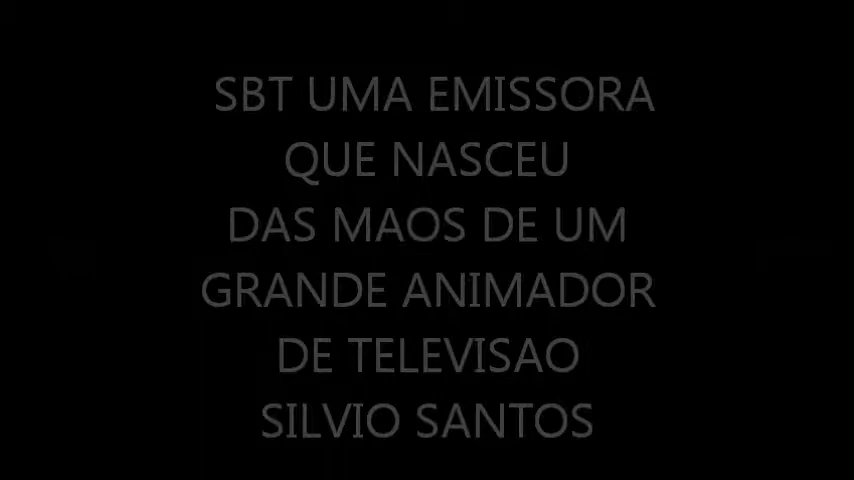 SBT UMA EMISSORA
QUE NASCEU
DAS MAOS DE UM
GRANDE ANIMADOR
DE TELEVISAO
SILVIO SANTOS